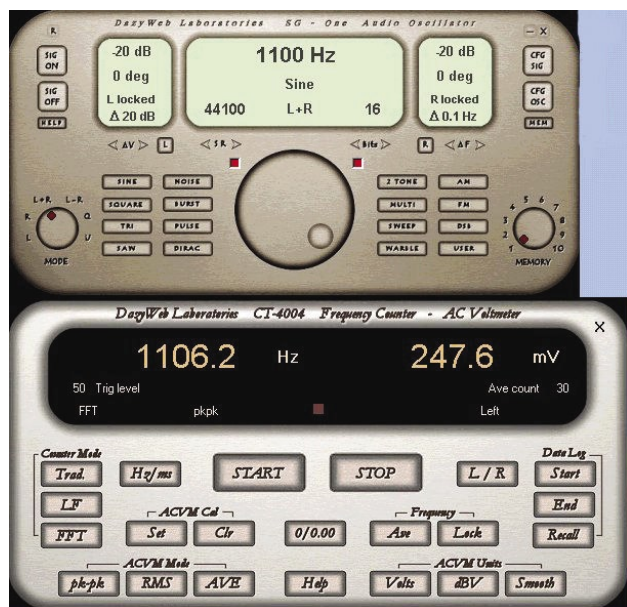 DazyWeb Laboratories SG - One Audio Oscillator
R - X
SIG ON
-20 dB
0 deg
L locked
Δ 20 dB
1100 Hz
Sine
44100 L+R 16
-20 dB
0 deg
R locked
Δ 0.1 Hz
CFG SIG
SIG OFF
CFG OSC
HELP
MEM
◁ ΔV ▷ L ◁ SR ▷ ◁ Bits ▷ R ◁ ΔF ▷
SINE NOISE 2 TONE AM
SQUARE BURST MULTI FM
TRI PULSE SWEEP DSB
SAW DIRAC WARBLE USER
L+R L-R
R Q
L U
MODE
1 2 3 4 5 6 7 8 9 10
MEMORY
DazyWeb Laboratories CT-4004 Frequency Counter - AC Voltmeter
X
1106.2 Hz 247.6 mV
50 Trig level Ave count 30
FFT pkpk Left
Counter Mode Data Log
Trad. Hz/ms START STOP L / R Start
LF End
ACVM Cal Frequency
FFT Set Clr 0/0.00 Ave Lock Recall
ACVM Mode ACVM Units
pk-pk RMS AVE Help Volts dBV Smooth